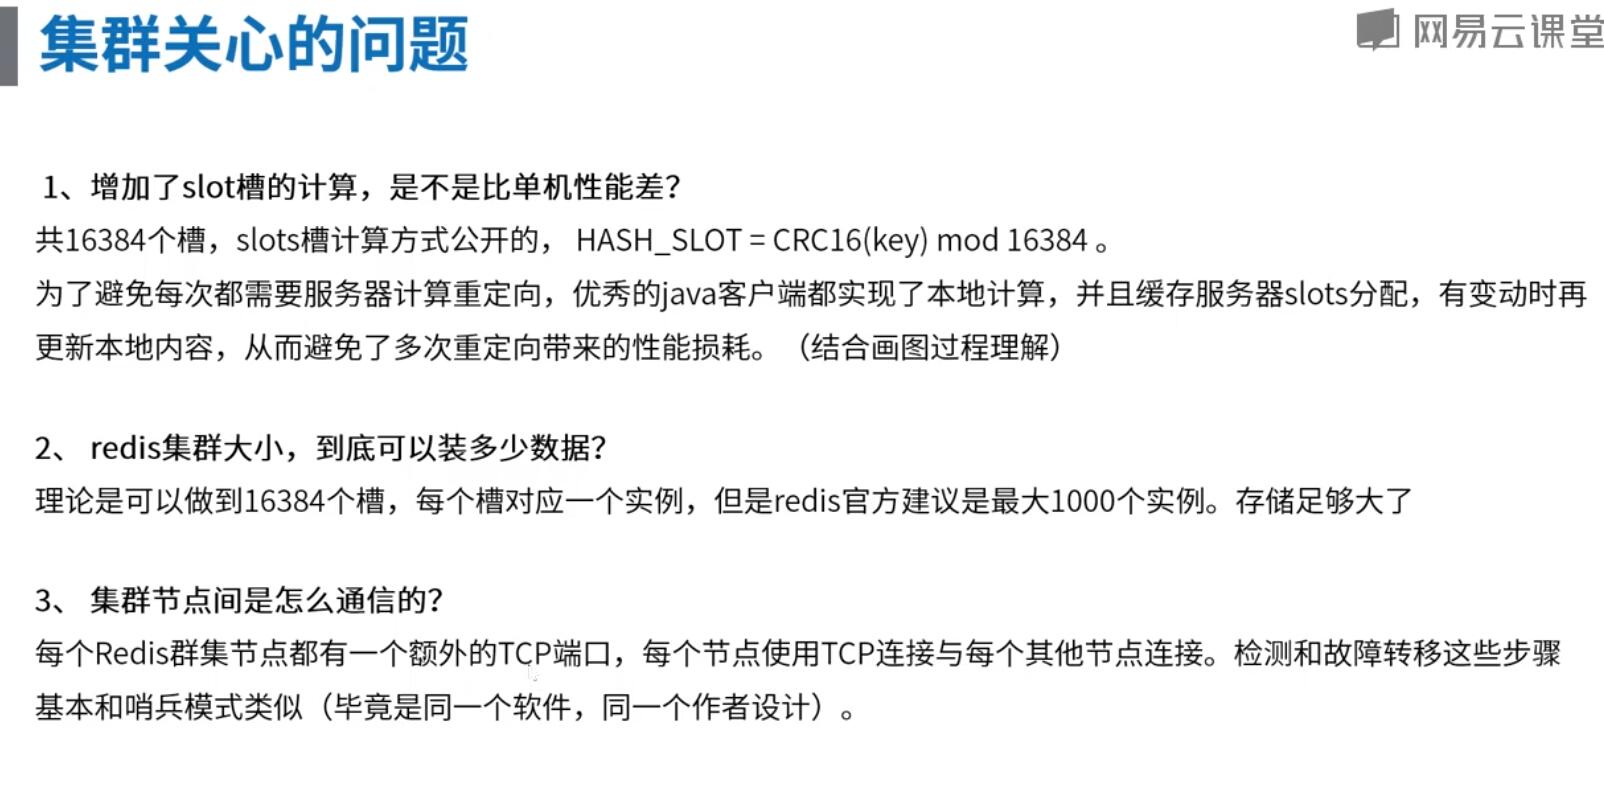 集群关心的问题
网易云课堂
1、增加了slot槽的计算，是不是比单机性能差？
共16384个槽，slots槽计算方式公开的， HASH_SLOT = CRC16(key) mod 16384 。
为了避免每次都需要服务器计算重定向，优秀的java客户端都实现了本地计算，并且缓存服务器slots分配，有变动时再
更新本地内容，从而避免了多次重定向带来的性能损耗。（结合画图过程理解）
2、 redis集群大小，到底可以装多少数据？
理论是可以做到16384个槽，每个槽对应一个实例，但是redis官方建议是最大1000个实例。存储足够大了
3、 集群节点间是怎么通信的？
每个Redis群集节点都有一个额外的TCP端口，每个节点使用TCP连接与每个其他节点连接。检测和故障转移这些步骤
基本和哨兵模式类似（毕竟是同一个软件，同一个作者设计）。